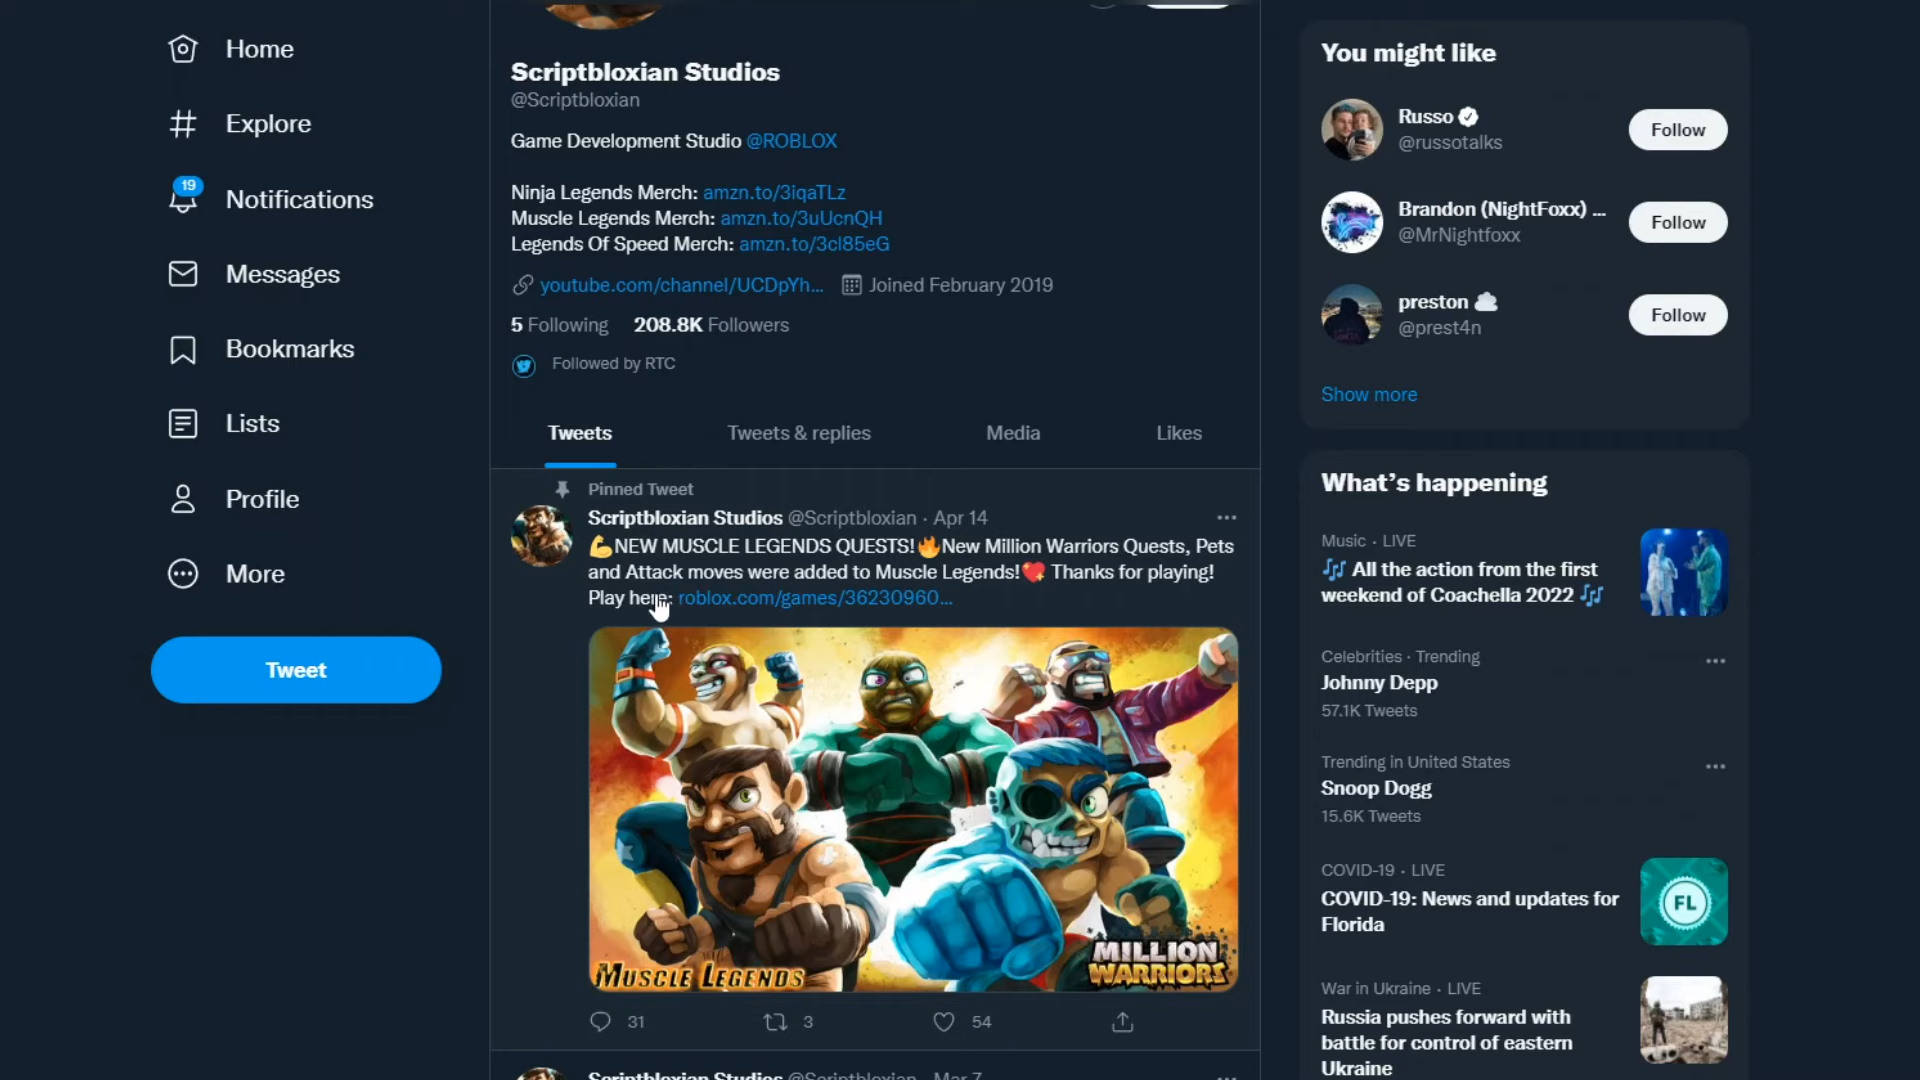 Home
Explore
19
Notifications
Messages
Bookmarks
Lists
Profile
More
Tweet
Scriptbloxian Studios
@Scriptbloxian
Game Development Studio @ROBLOX
Ninja Legends Merch: amzn.to/3iqaTLz
Muscle Legends Merch: amzn.to/3uUcnQH
Legends Of Speed Merch: amzn.to/3cl85eG
youtube.com/channel/UCDpYh... Joined February 2019
5 Following 208.8K Followers
Followed by RTC
Tweets Tweets & replies Media Likes
Pinned Tweet
Scriptbloxian Studios @Scriptbloxian · Apr 14
💪NEW MUSCLE LEGENDS QUESTS!🔥New Million Warriors Quests, Pets
and Attack moves were added to Muscle Legends!💖 Thanks for playing!
Play here: roblox.com/games/36230960...
MUSCLE LEGENDS
MILLION
WARRIORS
31 3 54
Scriptbloxian Studios @Scriptbloxian · Mar 7
You might like
Russo
@russotalks
Follow
Brandon (NightFoxx) ...
@MrNightfoxx
Follow
preston
@prest4n
Follow
Show more
What's happening
Music · LIVE
🎶 All the action from the first
weekend of Coachella 2022 🎶
Celebrities · Trending
Johnny Depp
57.1K Tweets
Trending in United States
Snoop Dogg
15.6K Tweets
COVID-19 · LIVE
COVID-19: News and updates for
Florida
FL
War in Ukraine · LIVE
Russia pushes forward with
battle for control of eastern
Ukraine